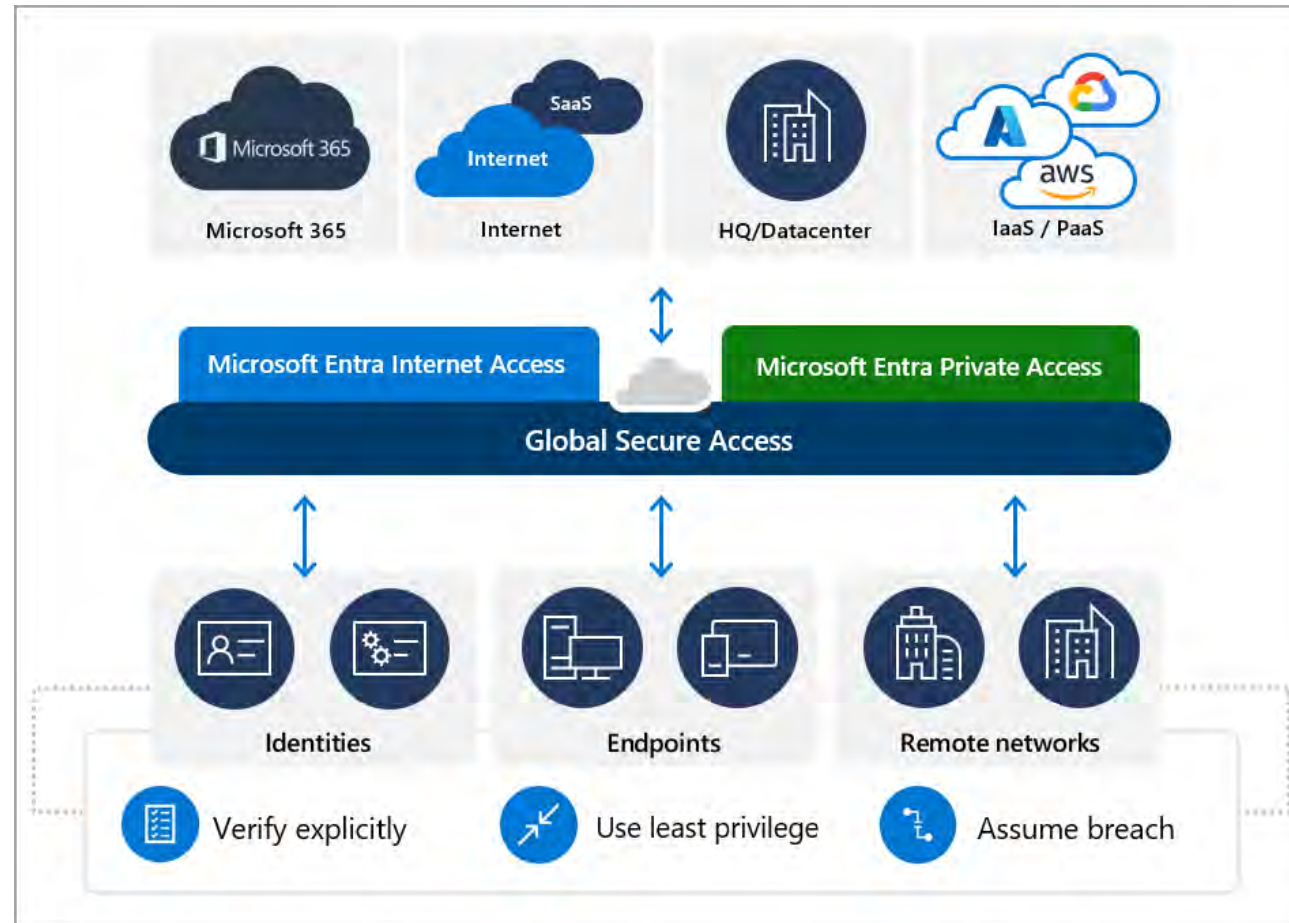 Microsoft 365
SaaS
Internet
aws
Microsoft 365
Internet
HQ/Datacenter
IaaS / PaaS
Microsoft Entra Internet Access
Microsoft Entra Private Access
Global Secure Access
Identities
Endpoints
Remote networks
Verify explicitly
Use least privilege
Assume breach